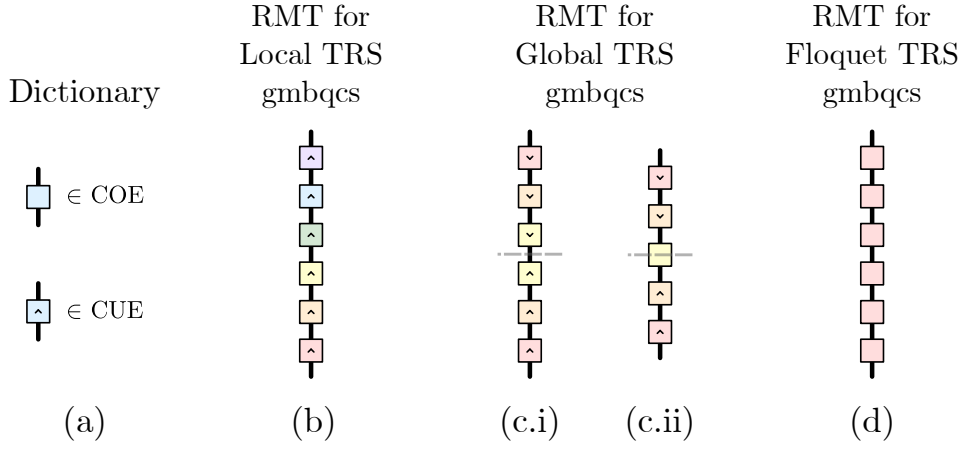 Dictionary
∈ COE
∈ CUE
(a)
RMT for
Local TRS
gmbqcs
(b)
RMT for
Global TRS
gmbqcs
(c.i)
(c.ii)
RMT for
Floquet TRS
gmbqcs
(d)